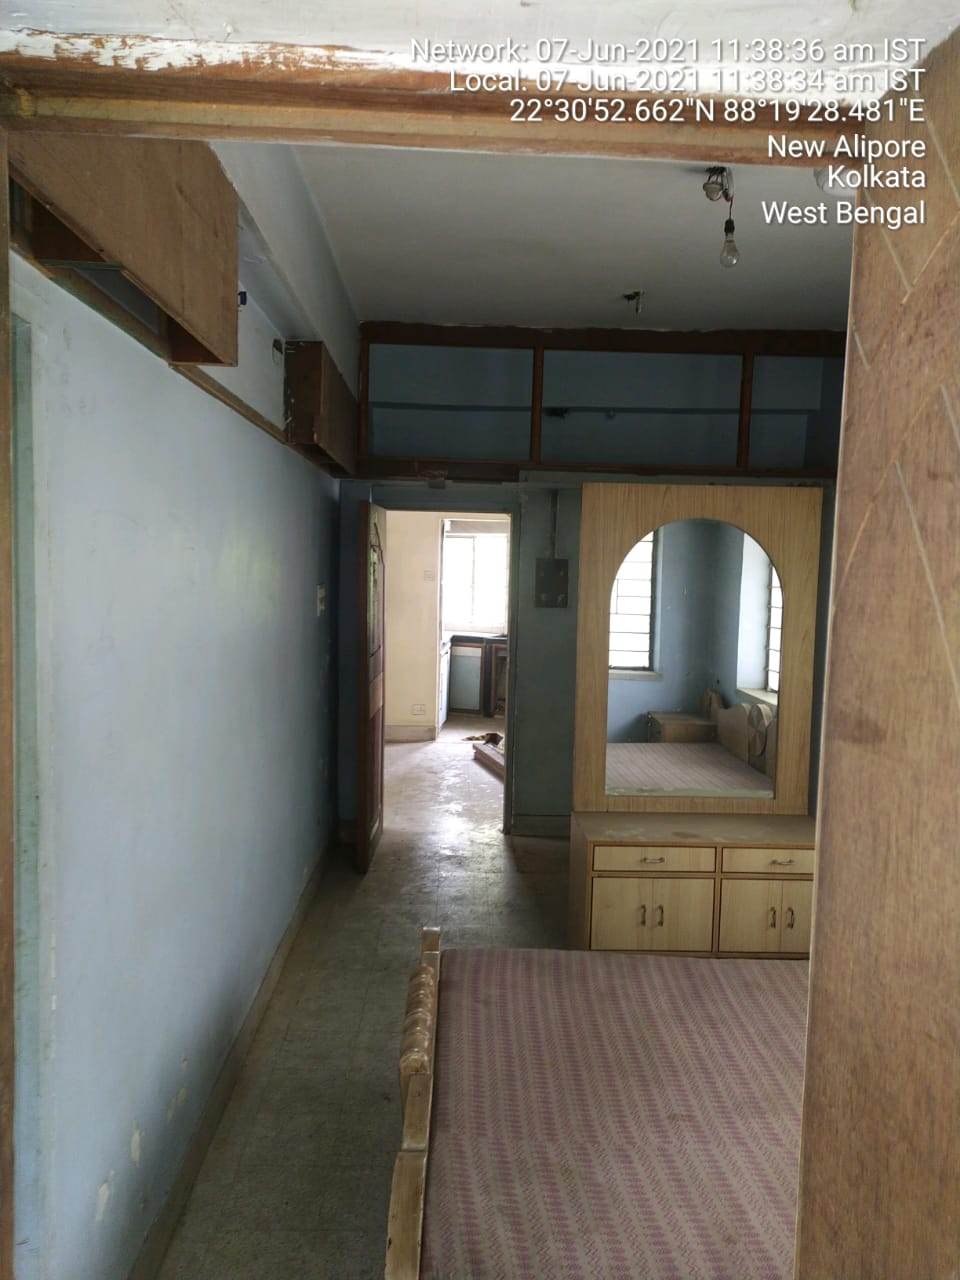 Network: 07-Jun-2021 11:38:36 am IST
Local: 07-Jun-2021 11:38:34 am IST
22°30'52.662"N 88°19'28.481"E
New Alipore
Kolkata
West Bengal